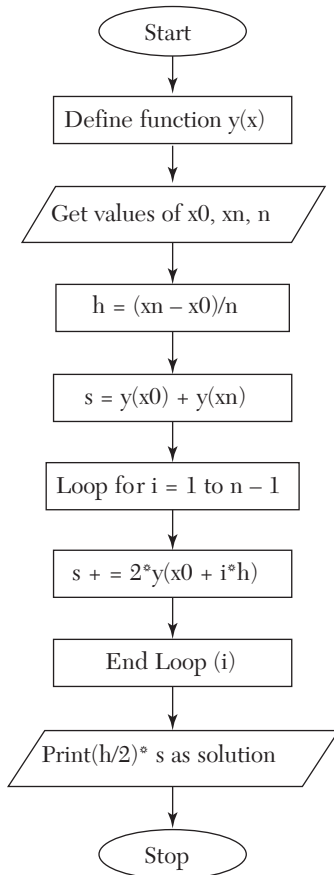 Start
Define function y(x)
Get values of x0, xn, n
h = (xn – x0)/n
s = y(x0) + y(xn)
Loop for i = 1 to n – 1
s + = 2*y(x0 + i*h)
End Loop (i)
Print(h/2)* s as solution
Stop